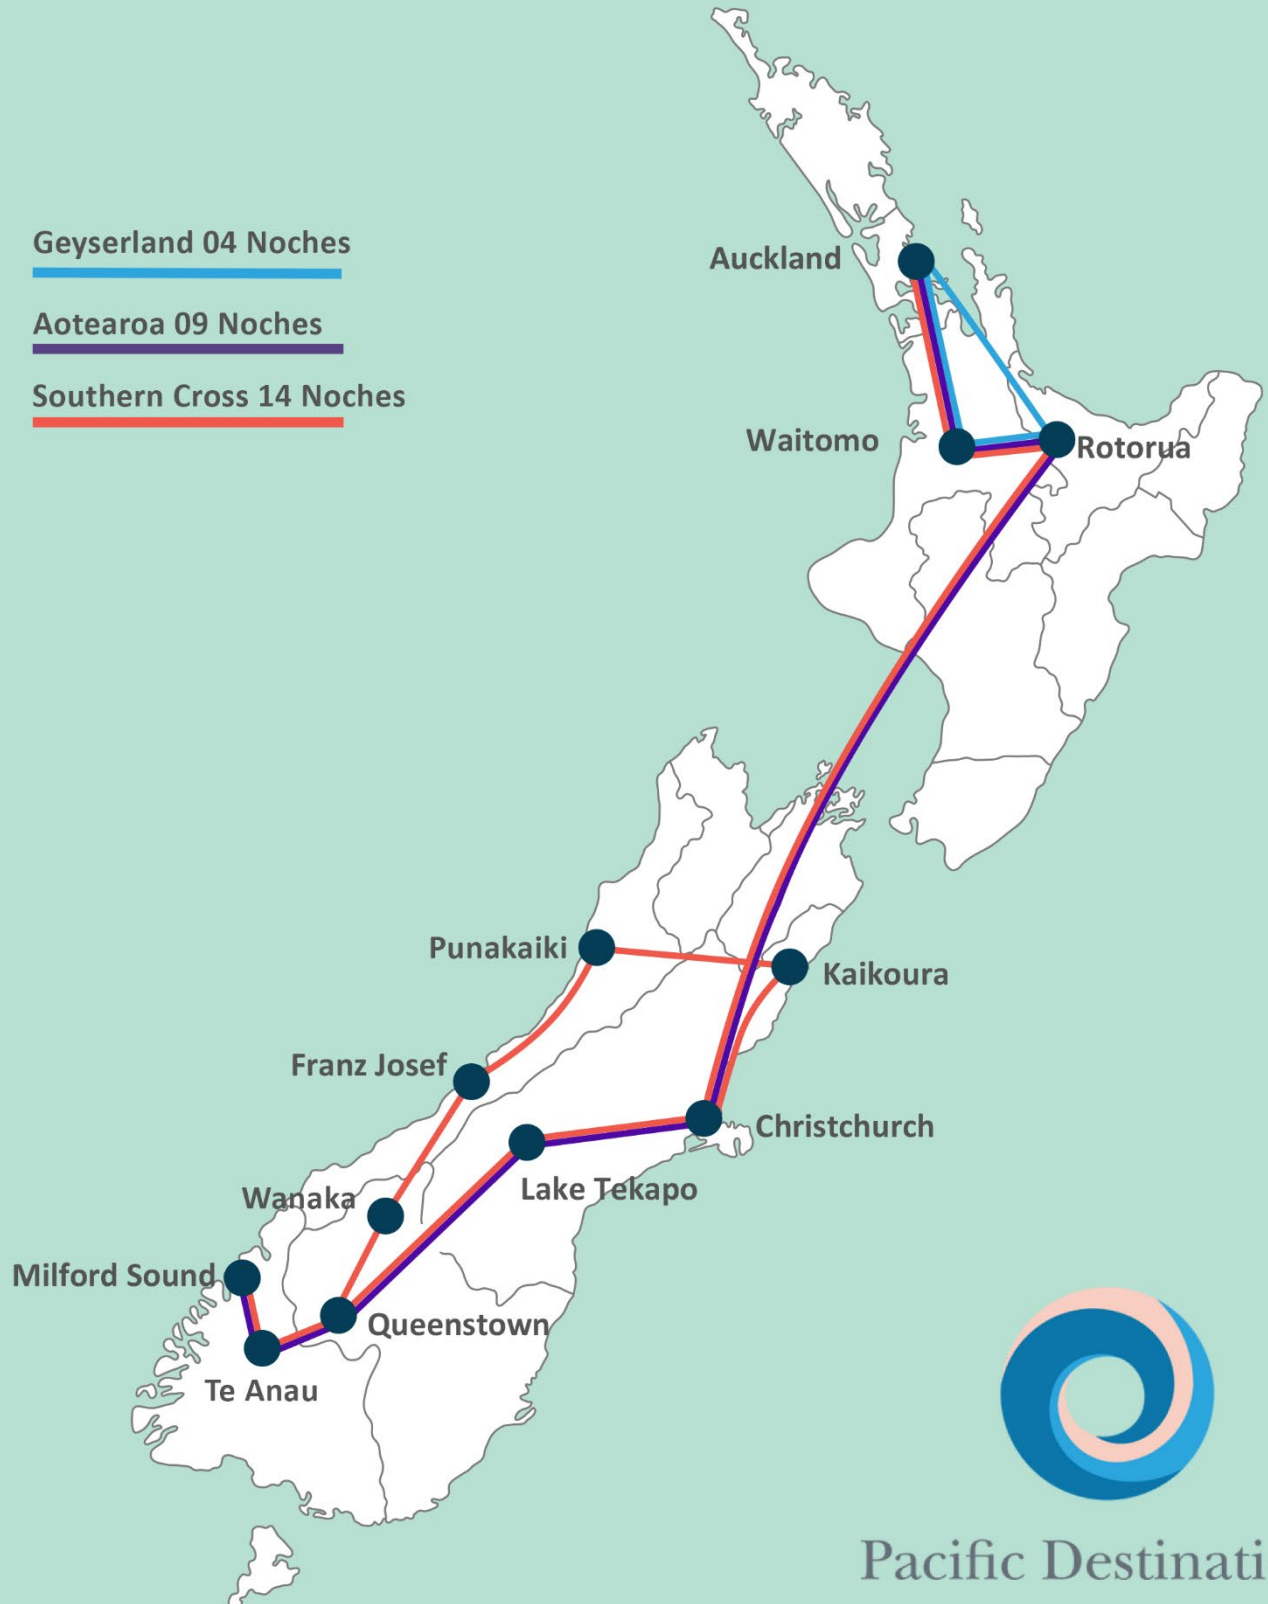 Geyserland 04 Noches
Aotearoa 09 Noches
Southern Cross 14 Noches
Auckland
Waitomo
Rotorua
Punakaiki
Kaikoura
Franz Josef
Christchurch
Lake Tekapo
Wanaka
Milford Sound
Queenstown
Te Anau
Pacific Destinati